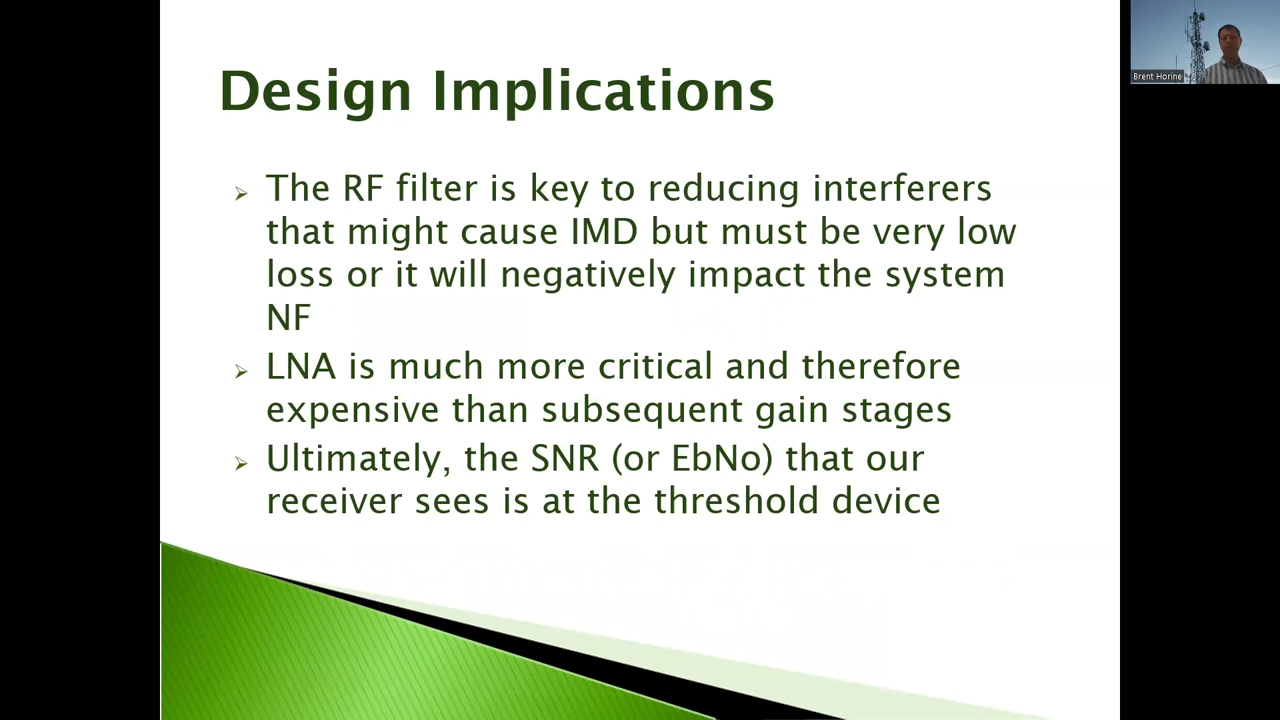 Design Implications
The RF filter is key to reducing interferers
that might cause IMD but must be very low
loss or it will negatively impact the system
NF
LNA is much more critical and therefore
expensive than subsequent gain stages
Ultimately, the SNR (or EbNo) that our
receiver sees is at the threshold device
Brent Horine